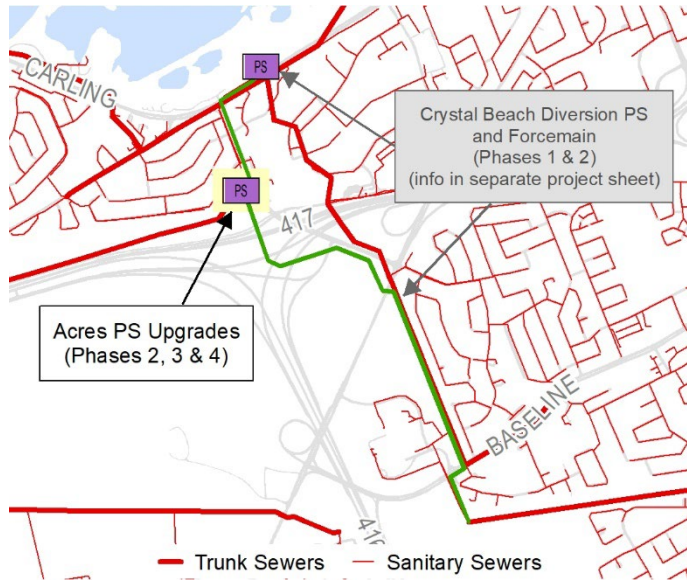 CARLING
PS
Crystal Beach Diversion PS
and Forcemain
(Phases 1 & 2)
(info in separate project sheet)
PS
417
Acres PS Upgrades
(Phases 2, 3 & 4)
BASELINE
416
Trunk Sewers
Sanitary Sewers